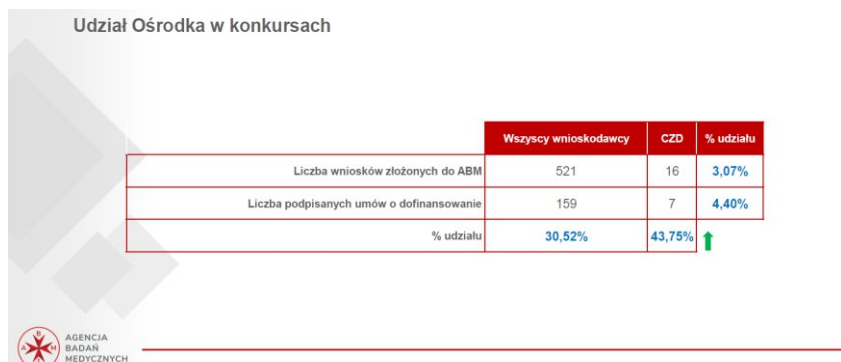 Udział Ośrodka w konkursach
Wszyscy wnioskodawcy CZD % udziału
Liczba wniosków złożonych do ABM 521 16 3,07%
Liczba podpisanych umów o dofinansowanie 159 7 4,40%
% udziału 30,52% 43,75%
B
A M
AGENCJA
BADAŃ
MEDYCZNYCH